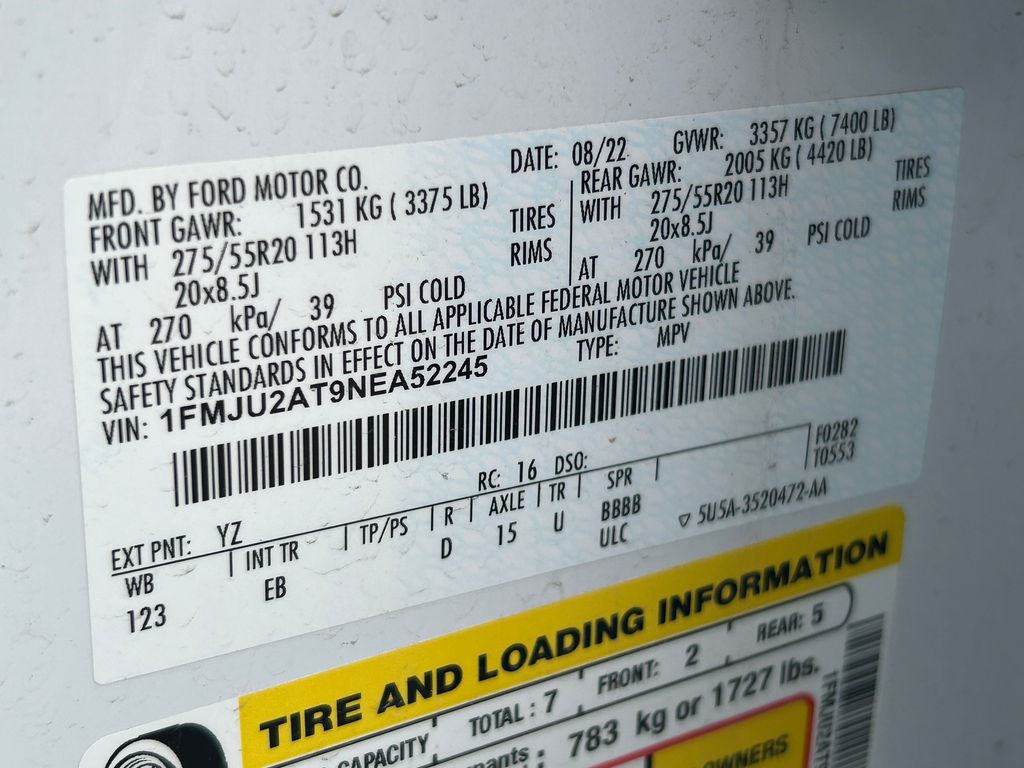 MFD. BY FORD MOTOR CO.
DATE: 08/22 GVWR: 3357 KG ( 7400 LB)
FRONT GAWR: 1531 KG ( 3375 LB)
REAR GAWR: 2005 KG ( 4420 LB)
WITH 275/55R20 113H TIRES
WITH 275/55R20 113H TIRES
20x8.5J RIMS
20x8.5J RIMS
AT 270 kPa/ 39 PSI COLD
AT 270 kPa/ 39 PSI COLD
THIS VEHICLE CONFORMS TO ALL APPLICABLE FEDERAL MOTOR VEHICLE
SAFETY STANDARDS IN EFFECT ON THE DATE OF MANUFACTURE SHOWN ABOVE.
VIN: 1FMJU2AT9NEA52245 TYPE: MPV
EXT PNT: YZ RC: 16 DSO: F0282
WB INT TR TP/PS R AXLE TR SPR T0553
123 EB D 15 U BBBB
ULC ▽ 5U5A-3520472-AA
TIRE AND LOADING INFORMATION
CAPACITY TOTAL : 7 FRONT: 2 REAR: 5
783 kg or 1727 lbs.
OWNERS